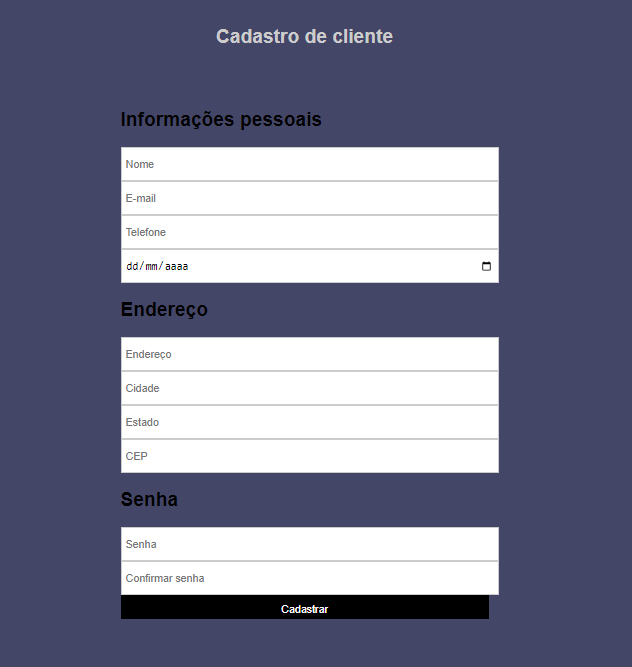 Cadastro de cliente
Informações pessoais
Nome
E-mail
Telefone
dd/mm/aaaa
Endereço
Endereço
Cidade
Estado
CEP
Senha
Senha
Confirmar senha
Cadastrar